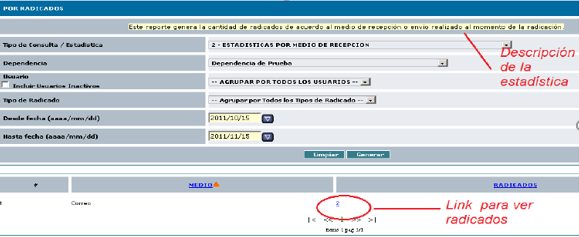 POR RADICADOS
Este reporte genera la cantidad de radicados de acuerdo al medio de recepción o envio realizado al momento de la radicación.
Tipo de Consulta / Estadistica
2 - ESTADISTICAS POR MEDIO DE RECEPCION
Descripción de la estadística
Dependencia
Dependencia de Prueba
Usuario
Incluir Usuarios Inactivos
-- AGRUPAR POR TODOS LOS USUARIOS --
Tipo de Radicado
-- Agrupar por Todos los Tipos de Radicado --
Desde fecha (aaaa/mm/dd)
2011/10/15
Hasta fecha (aaaa/mm/dd)
2011/11/15
Limpiar Generar
# MEDIO RADICADOS
1 Correo 2
Link para ver radicados
|< << 1 >> >|